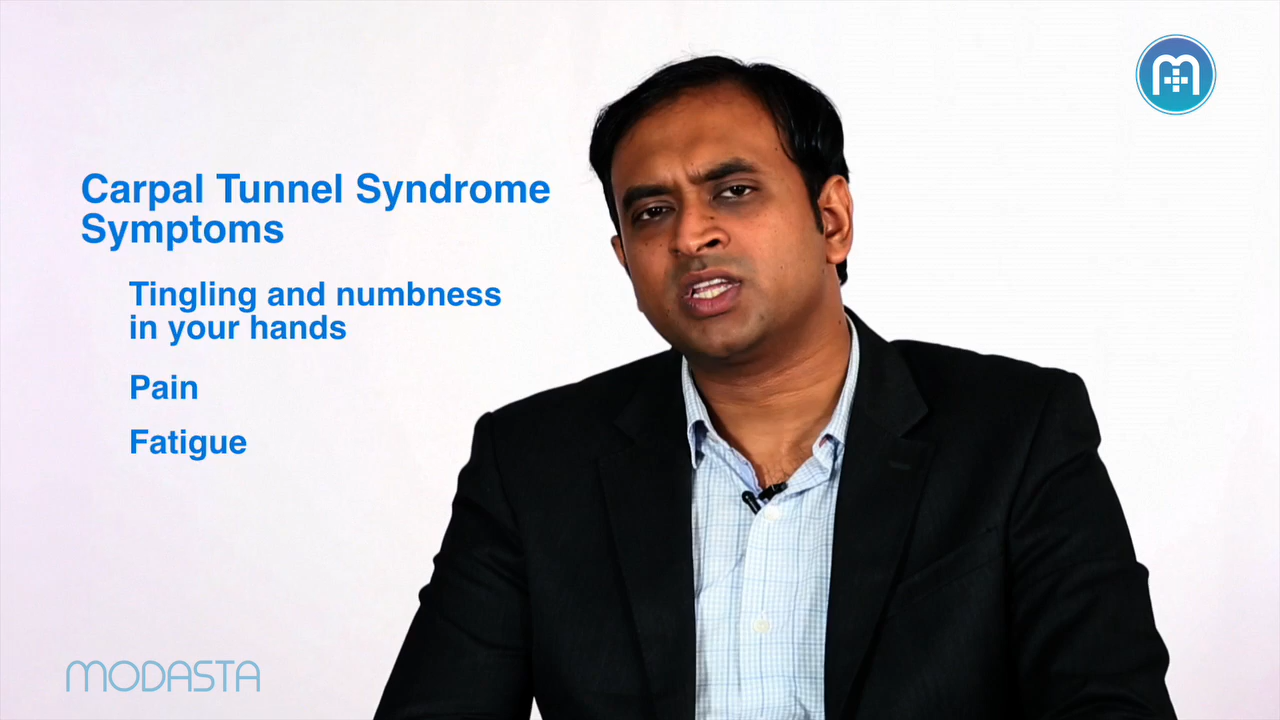 Carpal Tunnel Syndrome
Symptoms
Tingling and numbness
in your hands
Pain
Fatigue
MODASTA